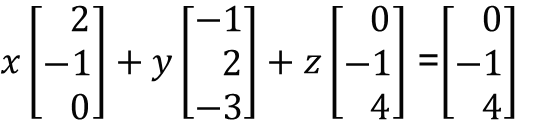 x [2 −1 0] + y [−1 2 −3] + z [0 −1 4] = [0 −1 4]